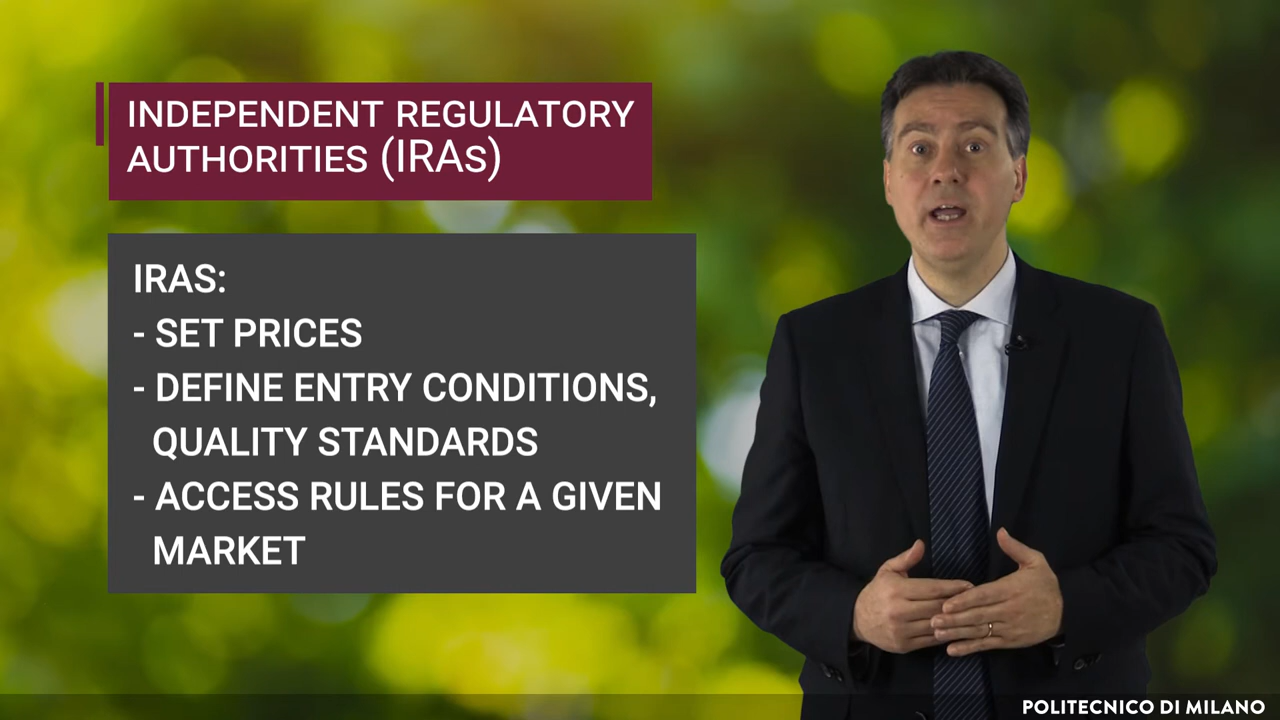 INDEPENDENT REGULATORY
AUTHORITIES (IRAs)
IRAS:
- SET PRICES
- DEFINE ENTRY CONDITIONS,
QUALITY STANDARDS
- ACCESS RULES FOR A GIVEN
MARKET
POLITECNICO DI MILANO